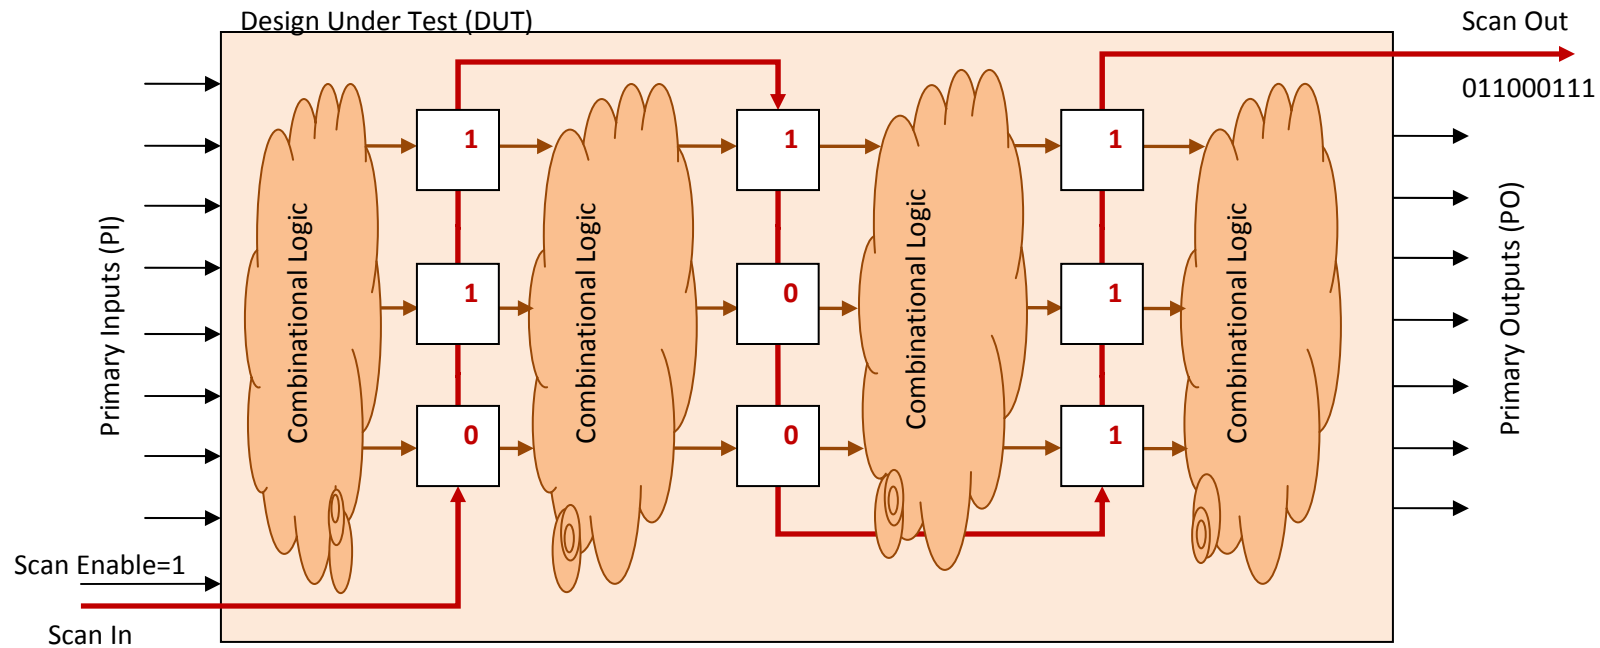 Design Under Test (DUT)
Scan Out
011000111
Primary Inputs (PI)
Combinational Logic
Combinational Logic
Combinational Logic
Combinational Logic
Primary Outputs (PO)
1
1
1
1
0
1
0
0
1
Scan Enable=1
Scan In